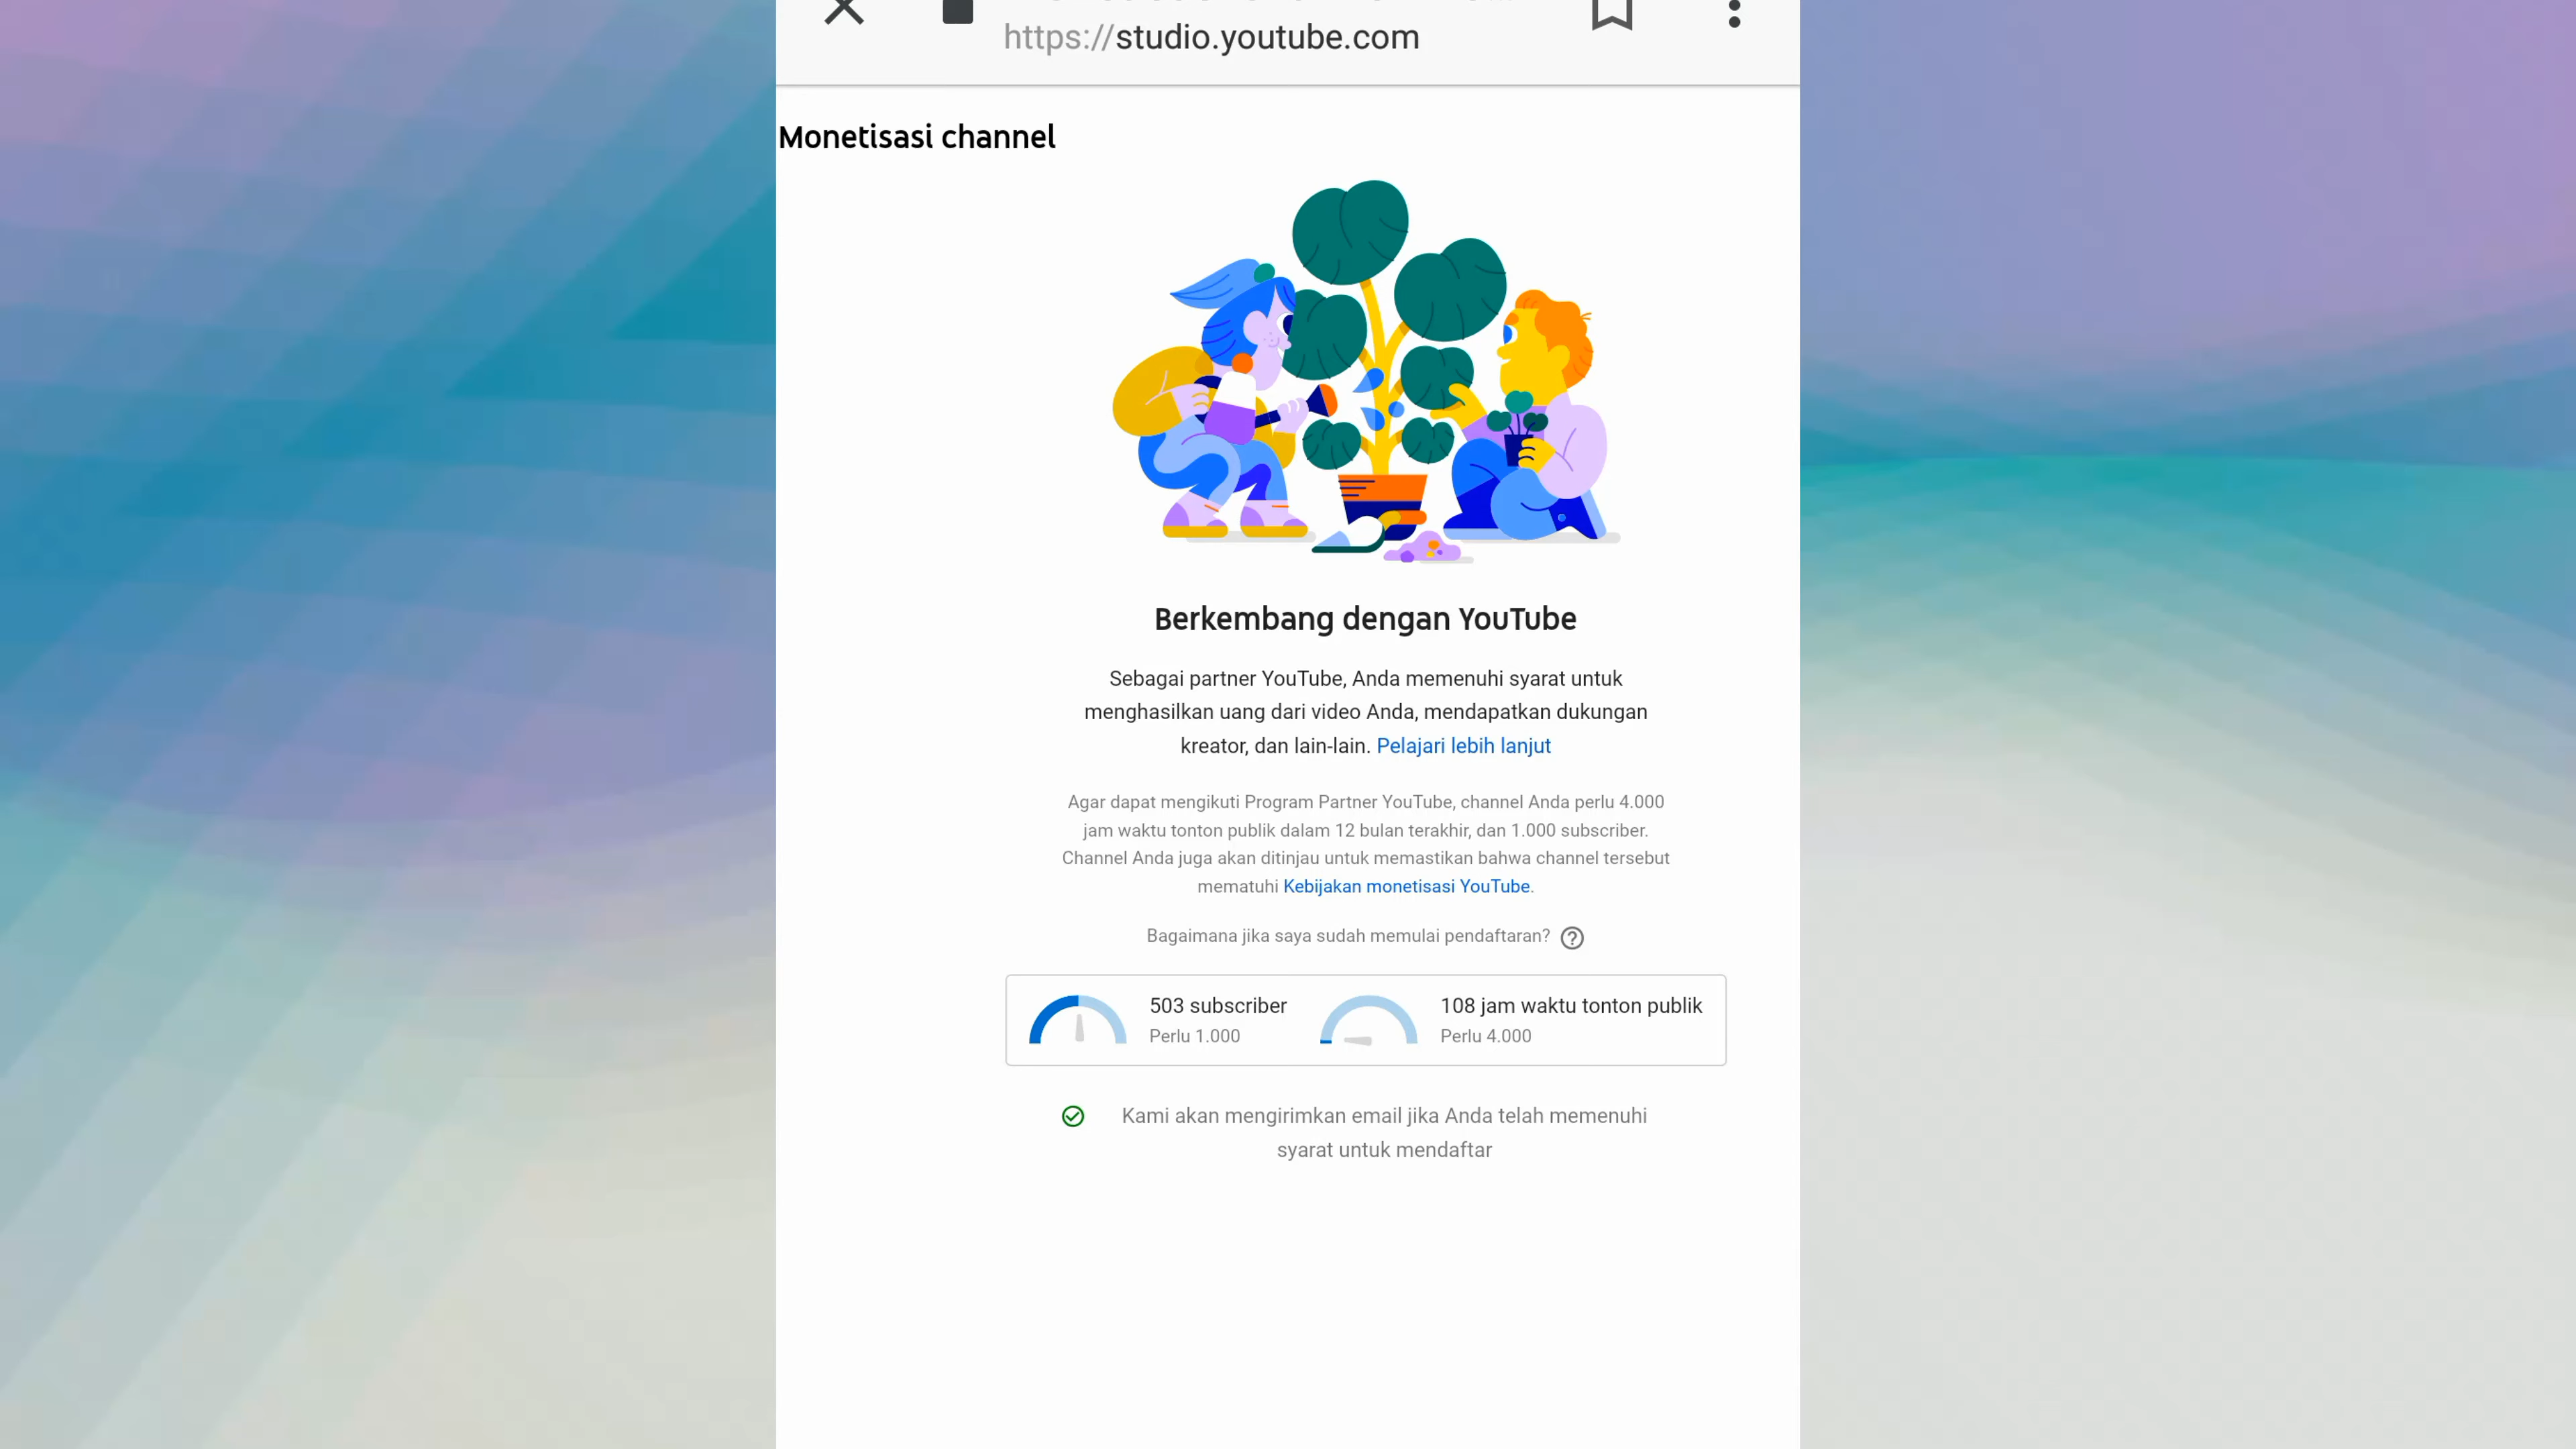 https://studio.youtube.com
Monetisasi channel
Berkembang dengan YouTube
Sebagai partner YouTube, Anda memenuhi syarat untuk
menghasilkan uang dari video Anda, mendapatkan dukungan
kreator, dan lain-lain. Pelajari lebih lanjut
Agar dapat mengikuti Program Partner YouTube, channel Anda perlu 4.000
jam waktu tonton publik dalam 12 bulan terakhir, dan 1.000 subscriber.
Channel Anda juga akan ditinjau untuk memastikan bahwa channel tersebut
mematuhi Kebijakan monetisasi YouTube.
Bagaimana jika saya sudah memulai pendaftaran?
503 subscriber
Perlu 1.000
108 jam waktu tonton publik
Perlu 4.000
Kami akan mengirimkan email jika Anda telah memenuhi
syarat untuk mendaftar